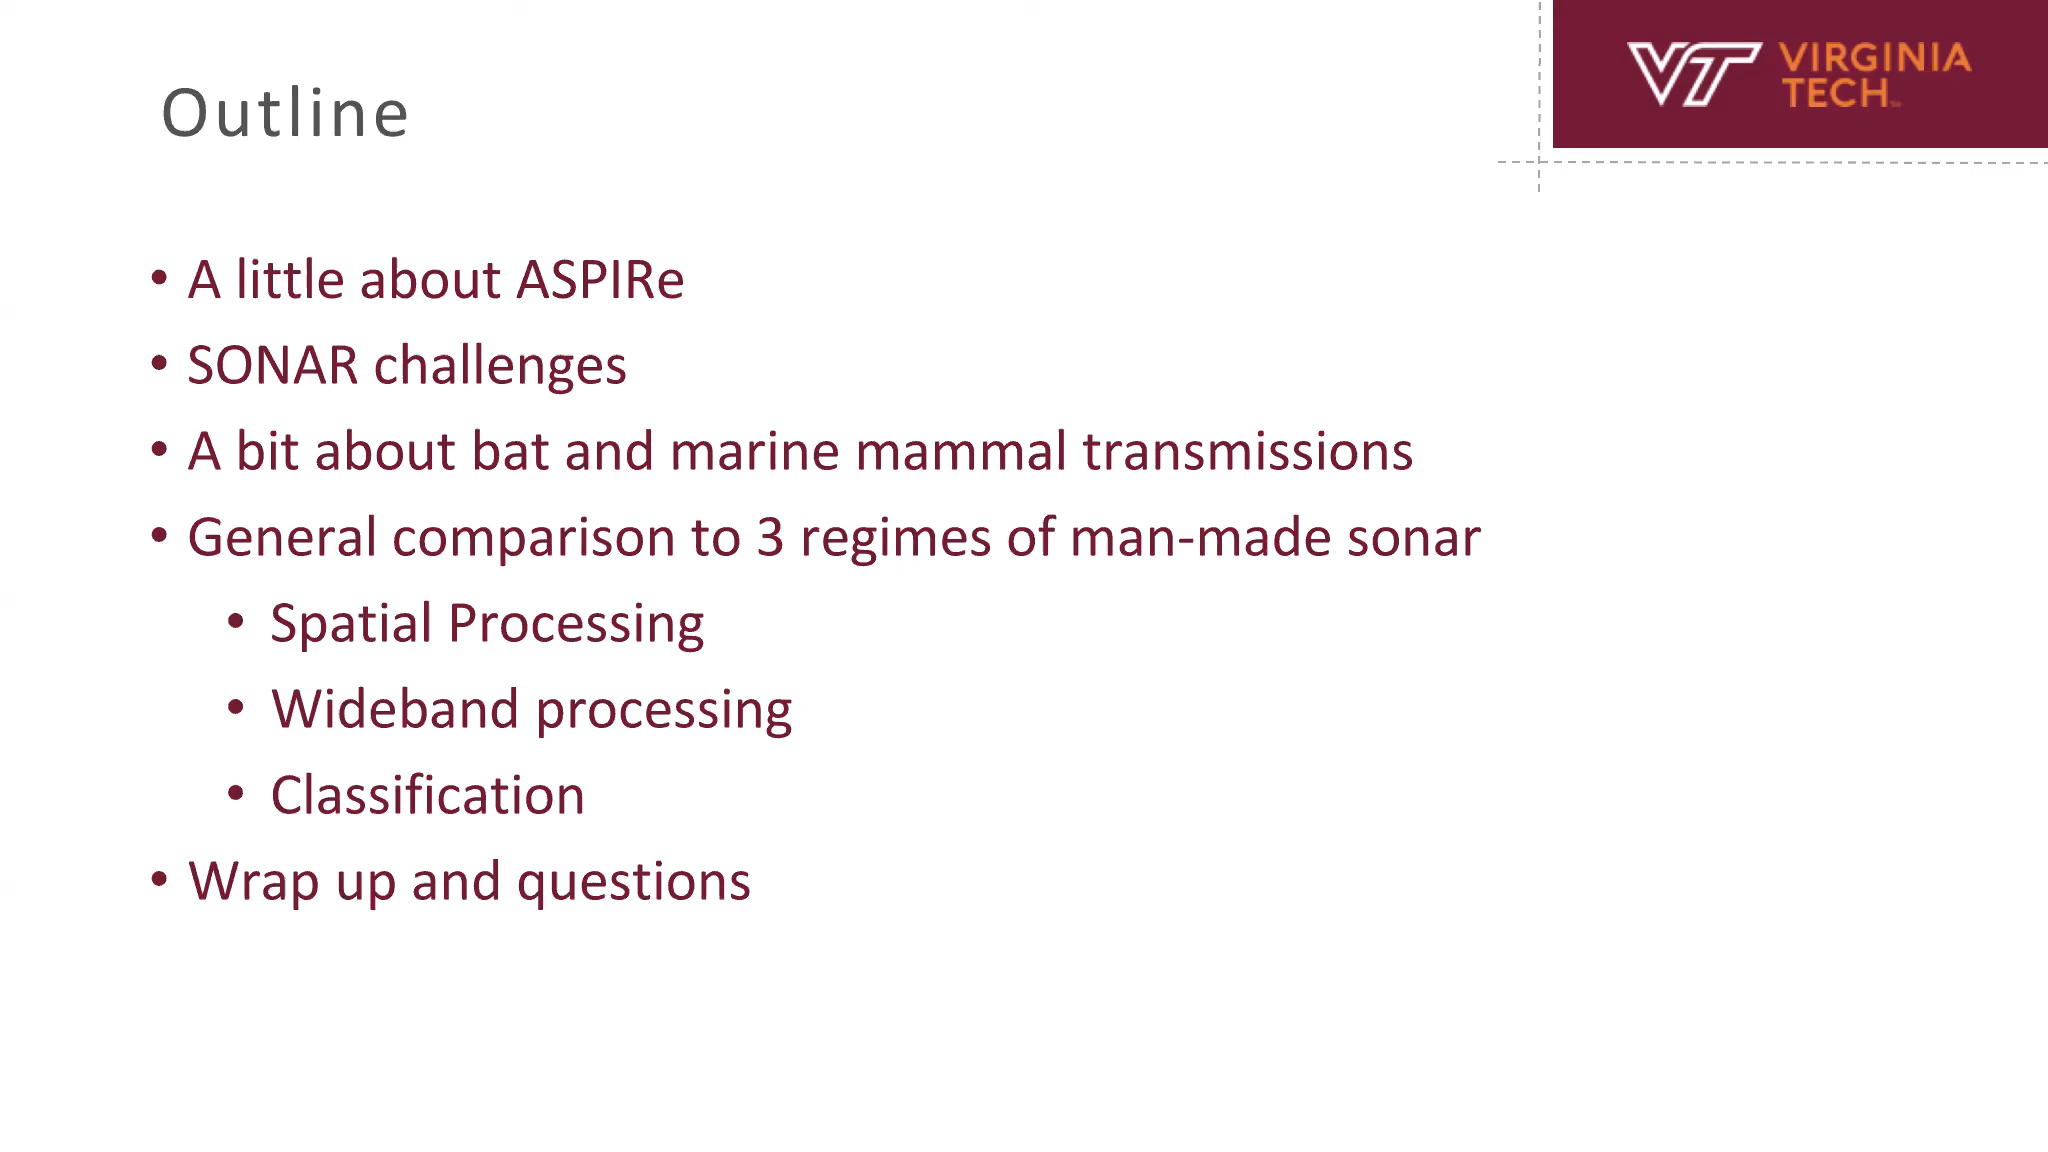 Outline
VT VIRGINIA
TECH
• A little about ASPIRe
• SONAR challenges
• A bit about bat and marine mammal transmissions
• General comparison to 3 regimes of man-made sonar
• Spatial Processing
• Wideband processing
• Classification
• Wrap up and questions